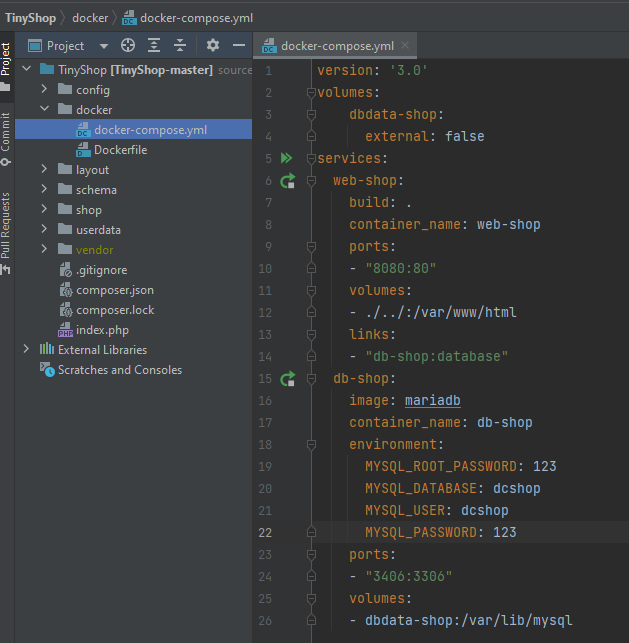 TinyShop docker docker-compose.yml
Project
Commit
Pull Requests
Project
TinyShop [TinyShop-master] source
config
docker
docker-compose.yml
Dockerfile
layout
schema
shop
userdata
vendor
.gitignore
composer.json
composer.lock
index.php
External Libraries
Scratches and Consoles
docker-compose.yml
1 version: '3.0'
2 volumes:
3 dbdata-shop:
4 external: false
5 services:
6 web-shop:
7 build: .
8 container_name: web-shop
9 ports:
10 - "8080:80"
11 volumes:
12 - ./../:/var/www/html
13 links:
14 - "db-shop:database"
15 db-shop:
16 image: mariadb
17 container_name: db-shop
18 environment:
19 MYSQL_ROOT_PASSWORD: 123
20 MYSQL_DATABASE: dcshop
21 MYSQL_USER: dcshop
22 MYSQL_PASSWORD: 123
23 ports:
24 - "3406:3306"
25 volumes:
26 - dbdata-shop:/var/lib/mysql